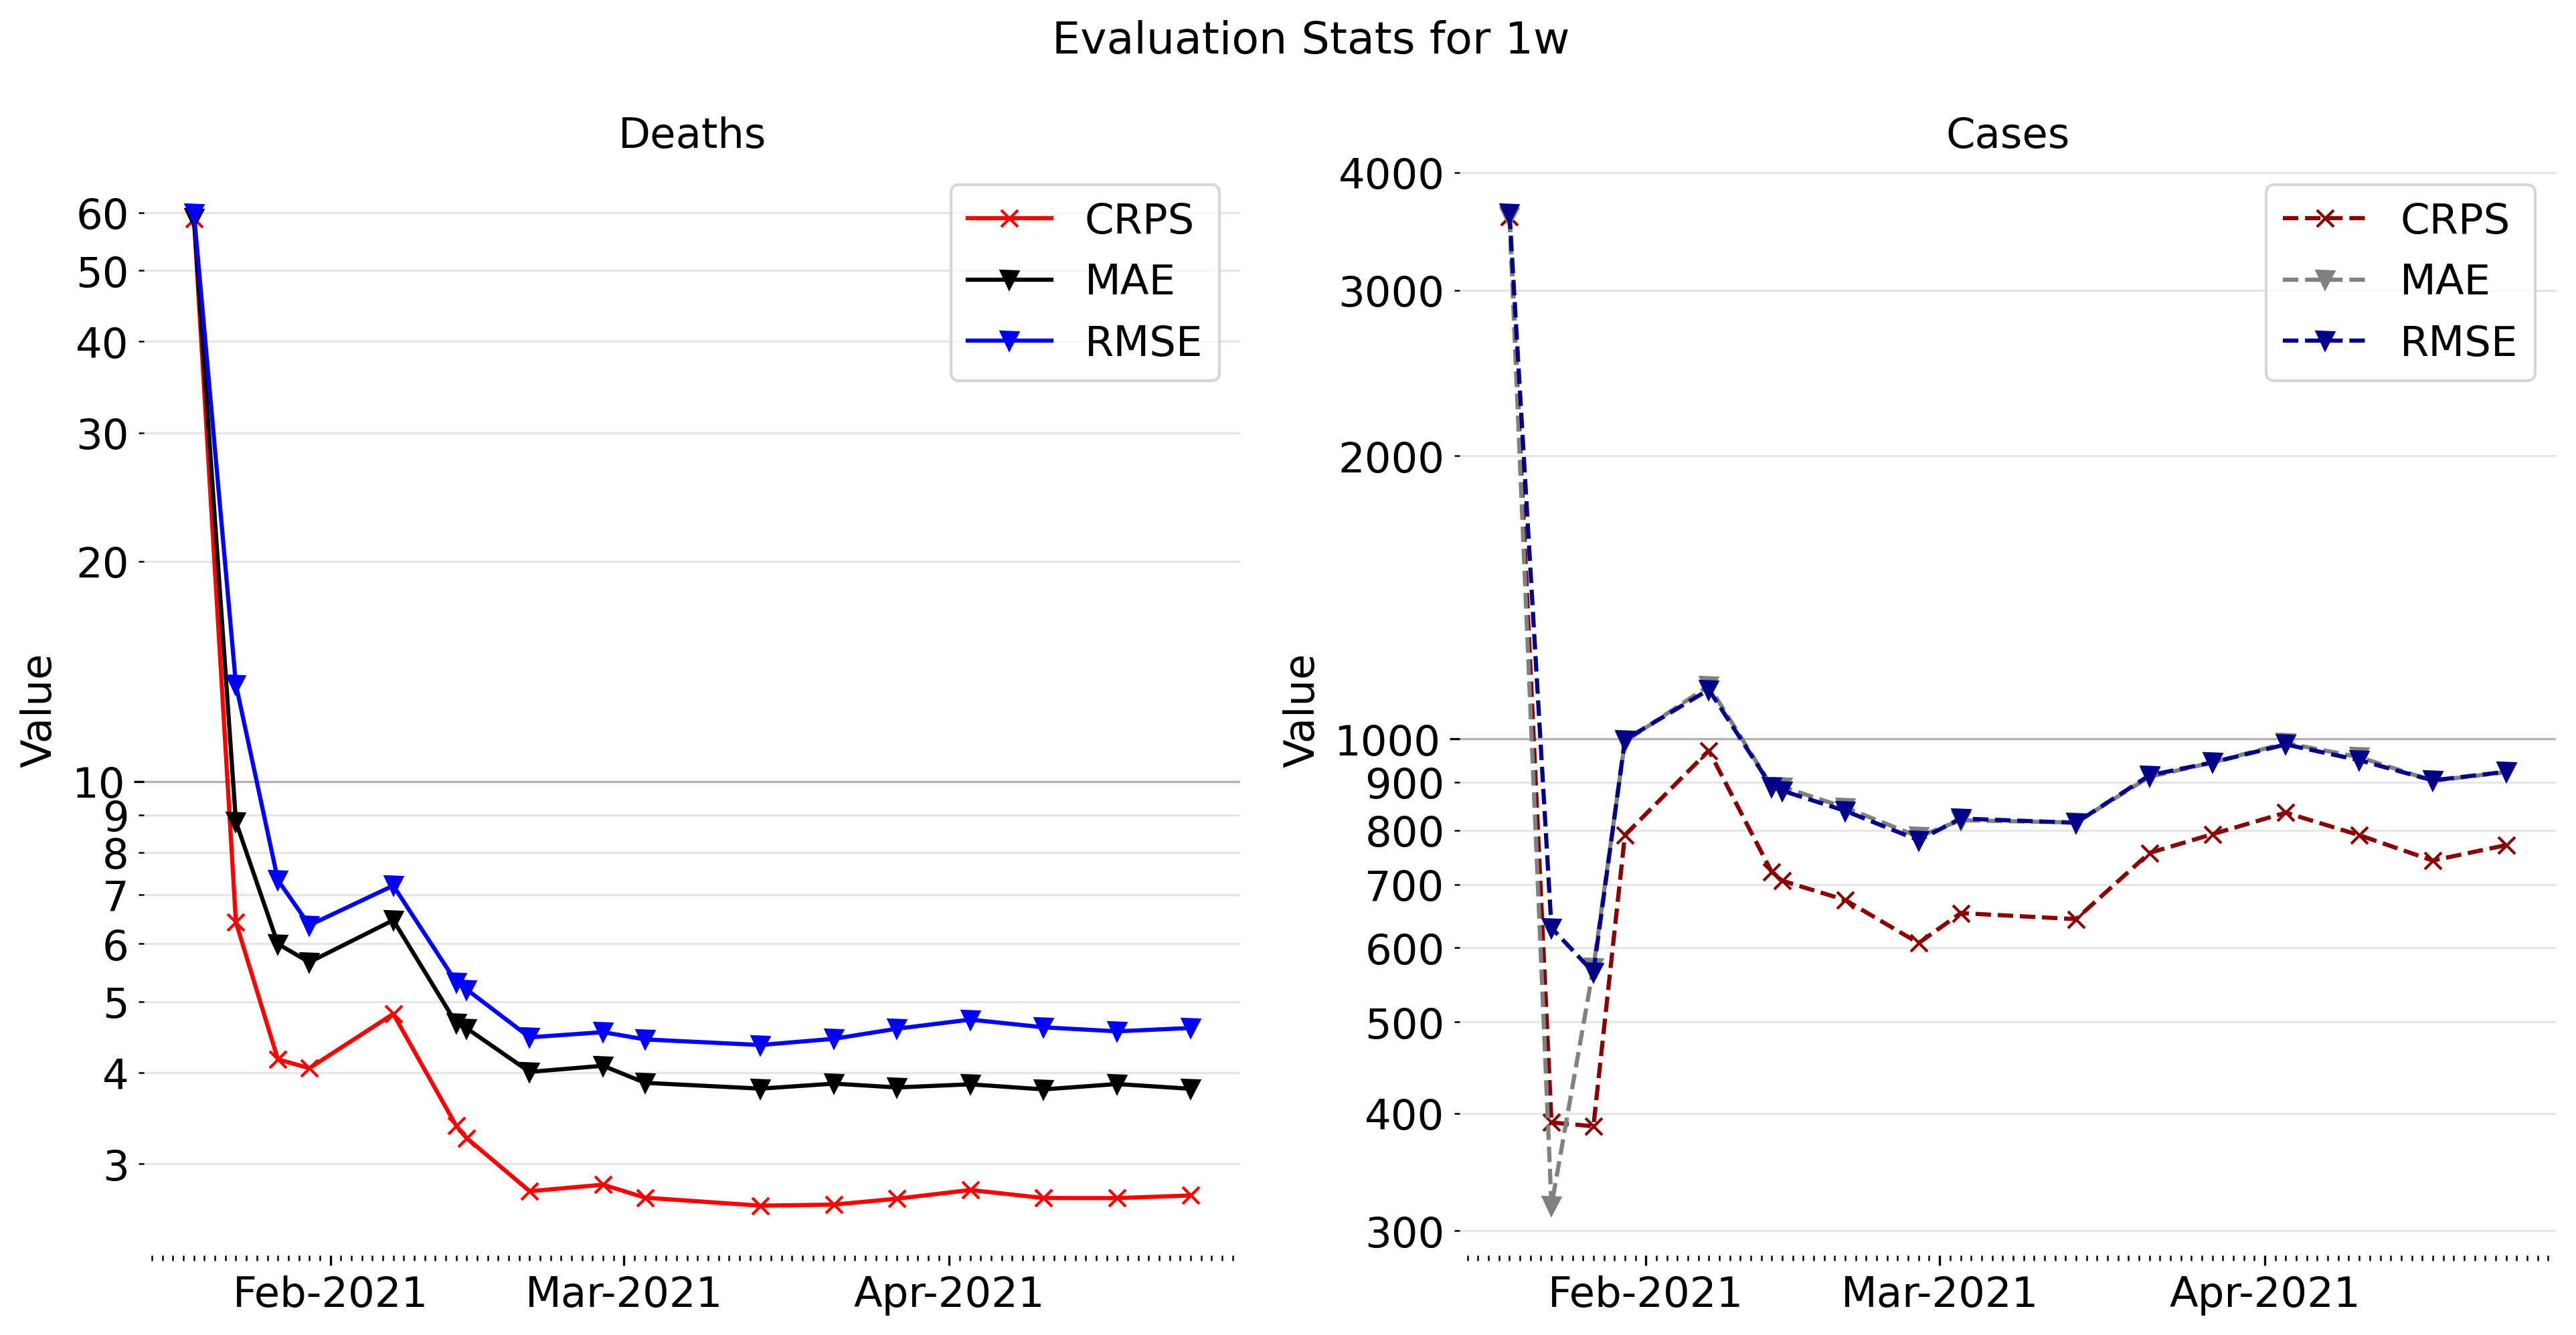 Evaluation Stats for 1w
Deaths
60
50
40
30
20
10
9
8
7
6
5
4
3
Value
Feb-2021 Mar-2021 Apr-2021
CRPS
MAE
RMSE
Cases
4000
3000
2000
1000
900
800
700
600
500
400
300
Value
Feb-2021 Mar-2021 Apr-2021
CRPS
MAE
RMSE